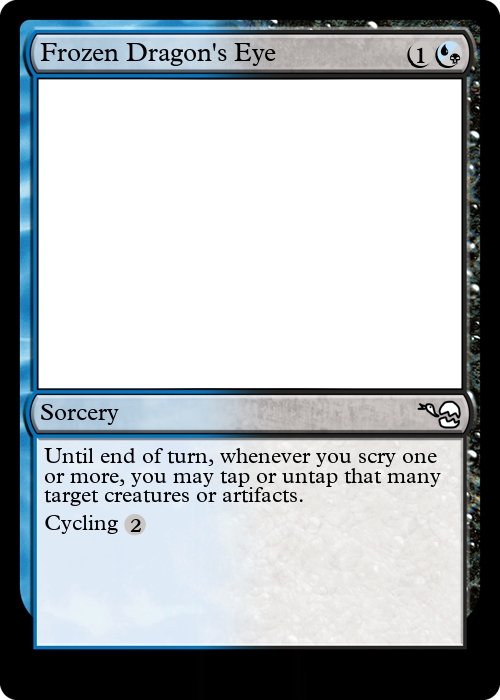 Frozen Dragon's Eye 1
Sorcery
Until end of turn, whenever you scry one
or more, you may tap or untap that many
target creatures or artifacts.
Cycling 2